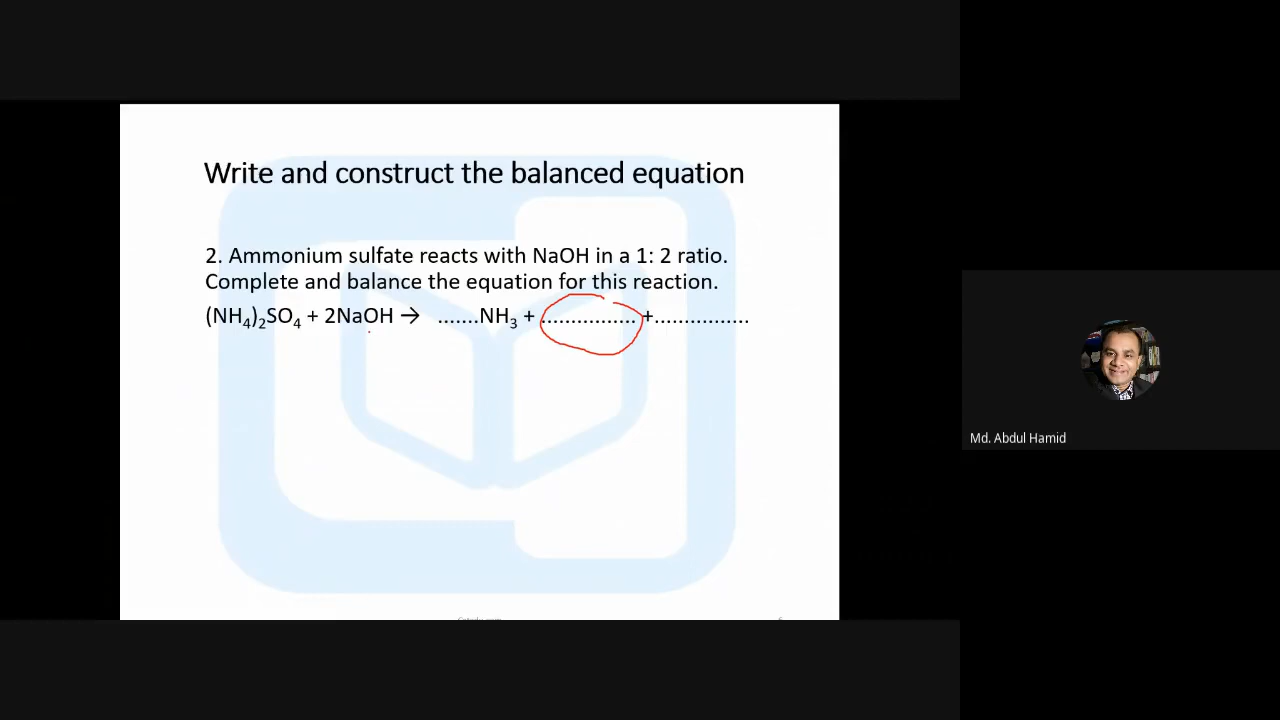 Write and construct the balanced equation
2. Ammonium sulfate reacts with NaOH in a 1: 2 ratio.
Complete and balance the equation for this reaction.
(NH₄)₂SO₄ + 2NaOH → .......NH₃ + ................ +................
Md. Abdul Hamid